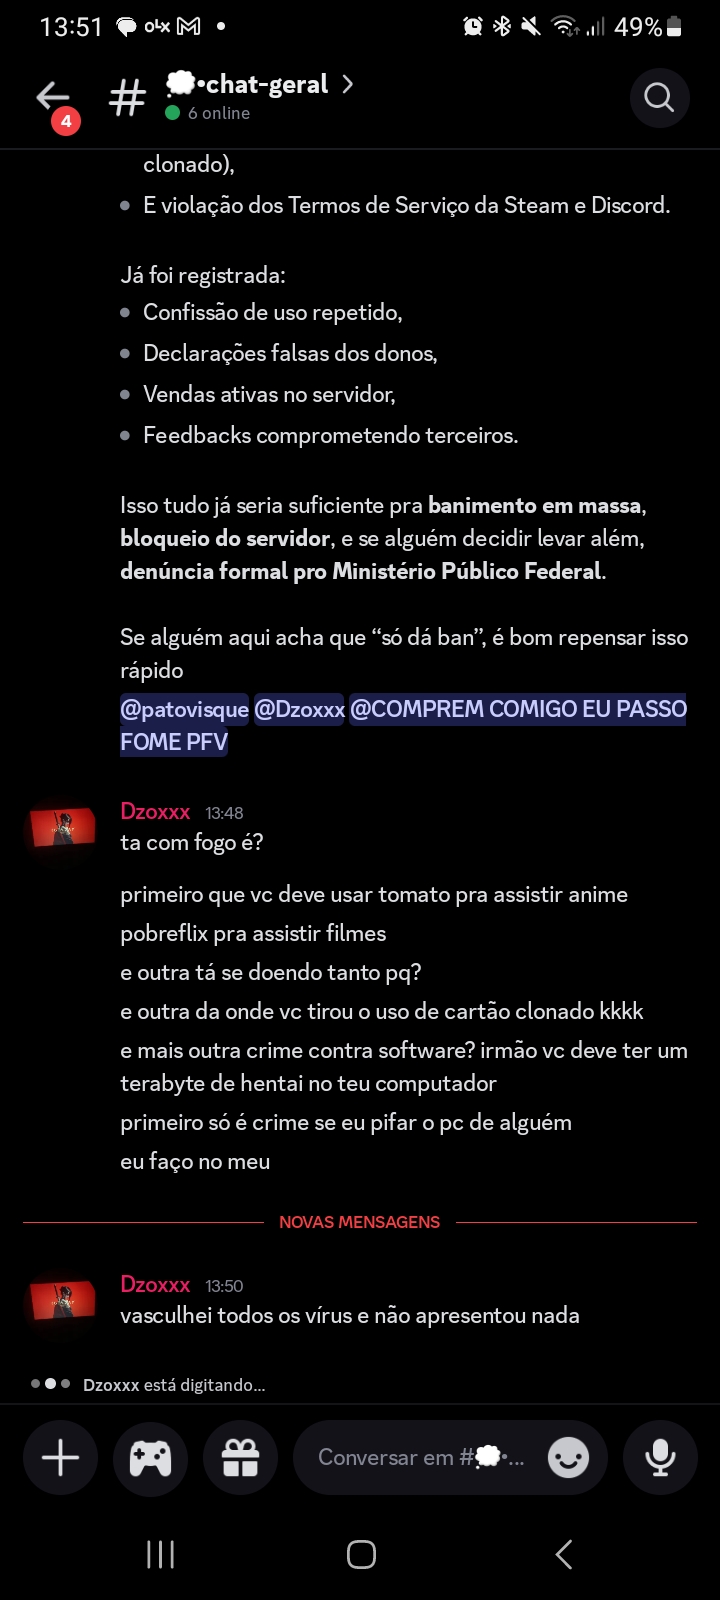 13:51
olx
49%
4
# 💭•chat-geral
6 online
clonado),
E violação dos Termos de Serviço da Steam e Discord.
Já foi registrada:
Confissão de uso repetido,
Declarações falsas dos donos,
Vendas ativas no servidor,
Feedbacks comprometendo terceiros.
Isso tudo já seria suficiente pra banimento em massa,
bloqueio do servidor, e se alguém decidir levar além,
denúncia formal pro Ministério Público Federal.
Se alguém aqui acha que “só dá ban”, é bom repensar isso
rápido
@patovisque @Dzoxxx @COMPREM COMIGO EU PASSO
FOME PFV
Dzoxxx 13:48
ta com fogo é?
primeiro que vc deve usar tomato pra assistir anime
pobreflix pra assistir filmes
e outra tá se doendo tanto pq?
e outra da onde vc tirou o uso de cartão clonado kkkk
e mais outra crime contra software? irmão vc deve ter um
terabyte de hentai no teu computador
primeiro só é crime se eu pifar o pc de alguém
eu faço no meu
NOVAS MENSAGENS
Dzoxxx 13:50
vasculhei todos os vírus e não apresentou nada
Dzoxxx está digitando...
Conversar em #💭•...